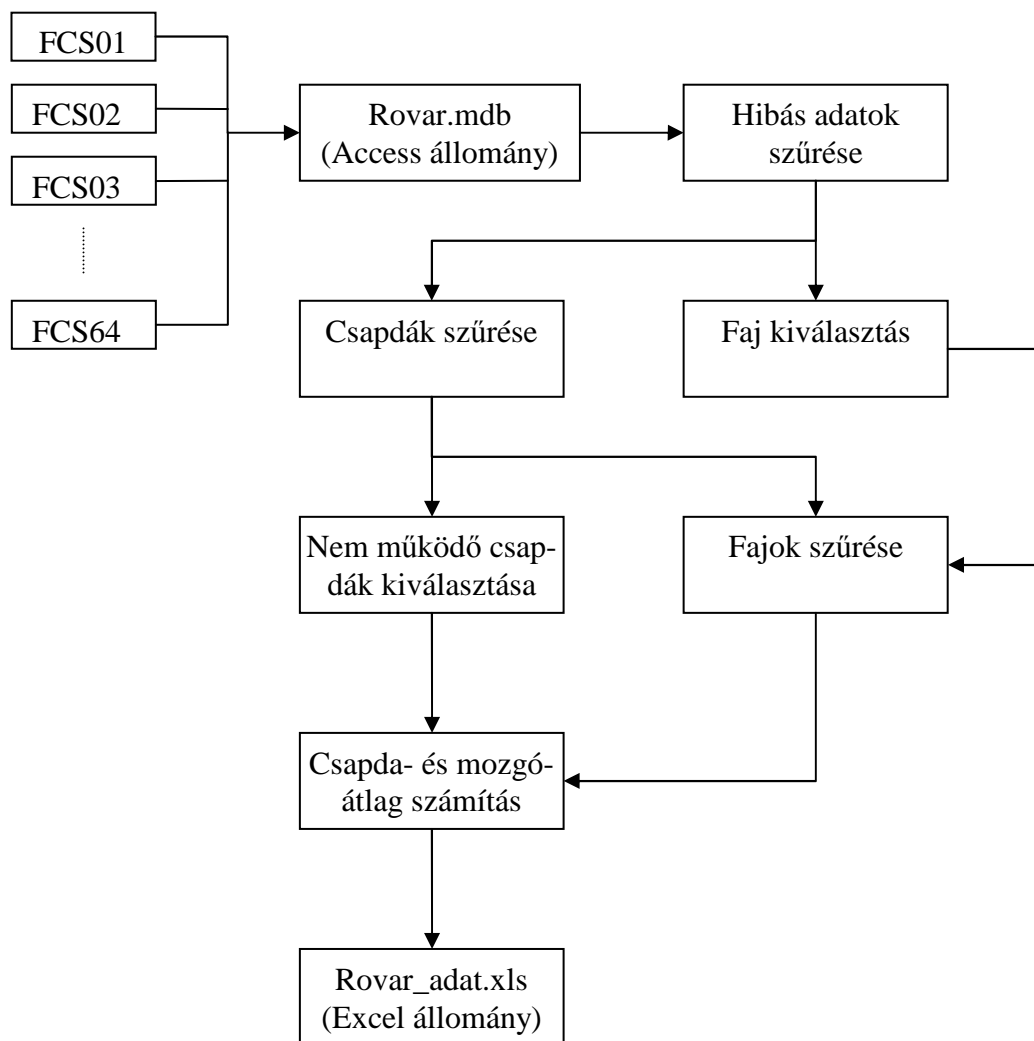 FCS01
FCS02
FCS03
FCS64
Rovar.mdb
(Access állomány)
Hibás adatok
szűrése
Csapdák szűrése
Faj kiválasztás
Nem működő csap-
dák kiválasztása
Fajok szűrése
Csapda- és mozgó-
átlag számítás
Rovar_adat.xls
(Excel állomány)